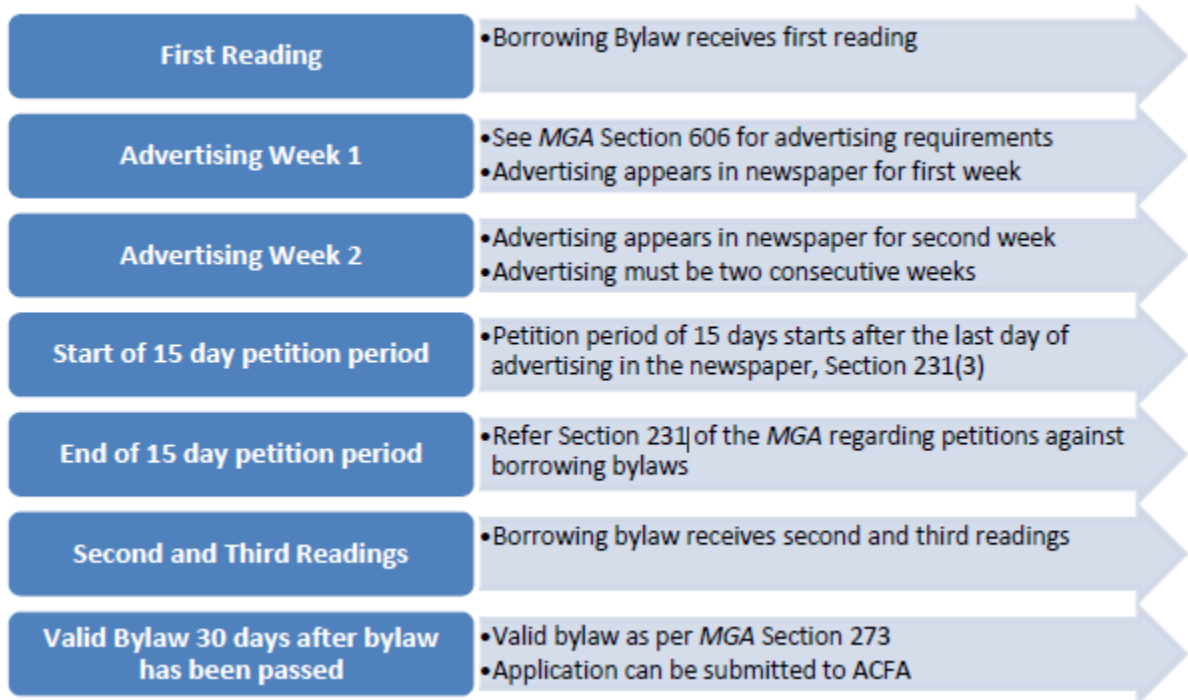 First Reading
•Borrowing Bylaw receives first reading
Advertising Week 1
•See MGA Section 606 for advertising requirements
•Advertising appears in newspaper for first week
Advertising Week 2
•Advertising appears in newspaper for second week
•Advertising must be two consecutive weeks
Start of 15 day petition period
•Petition period of 15 days starts after the last day of
advertising in the newspaper, Section 231(3)
End of 15 day petition period
•Refer Section 231 of the MGA regarding petitions against
borrowing bylaws
Second and Third Readings
•Borrowing bylaw receives second and third readings
Valid Bylaw 30 days after bylaw
has been passed
•Valid bylaw as per MGA Section 273
•Application can be submitted to ACFA